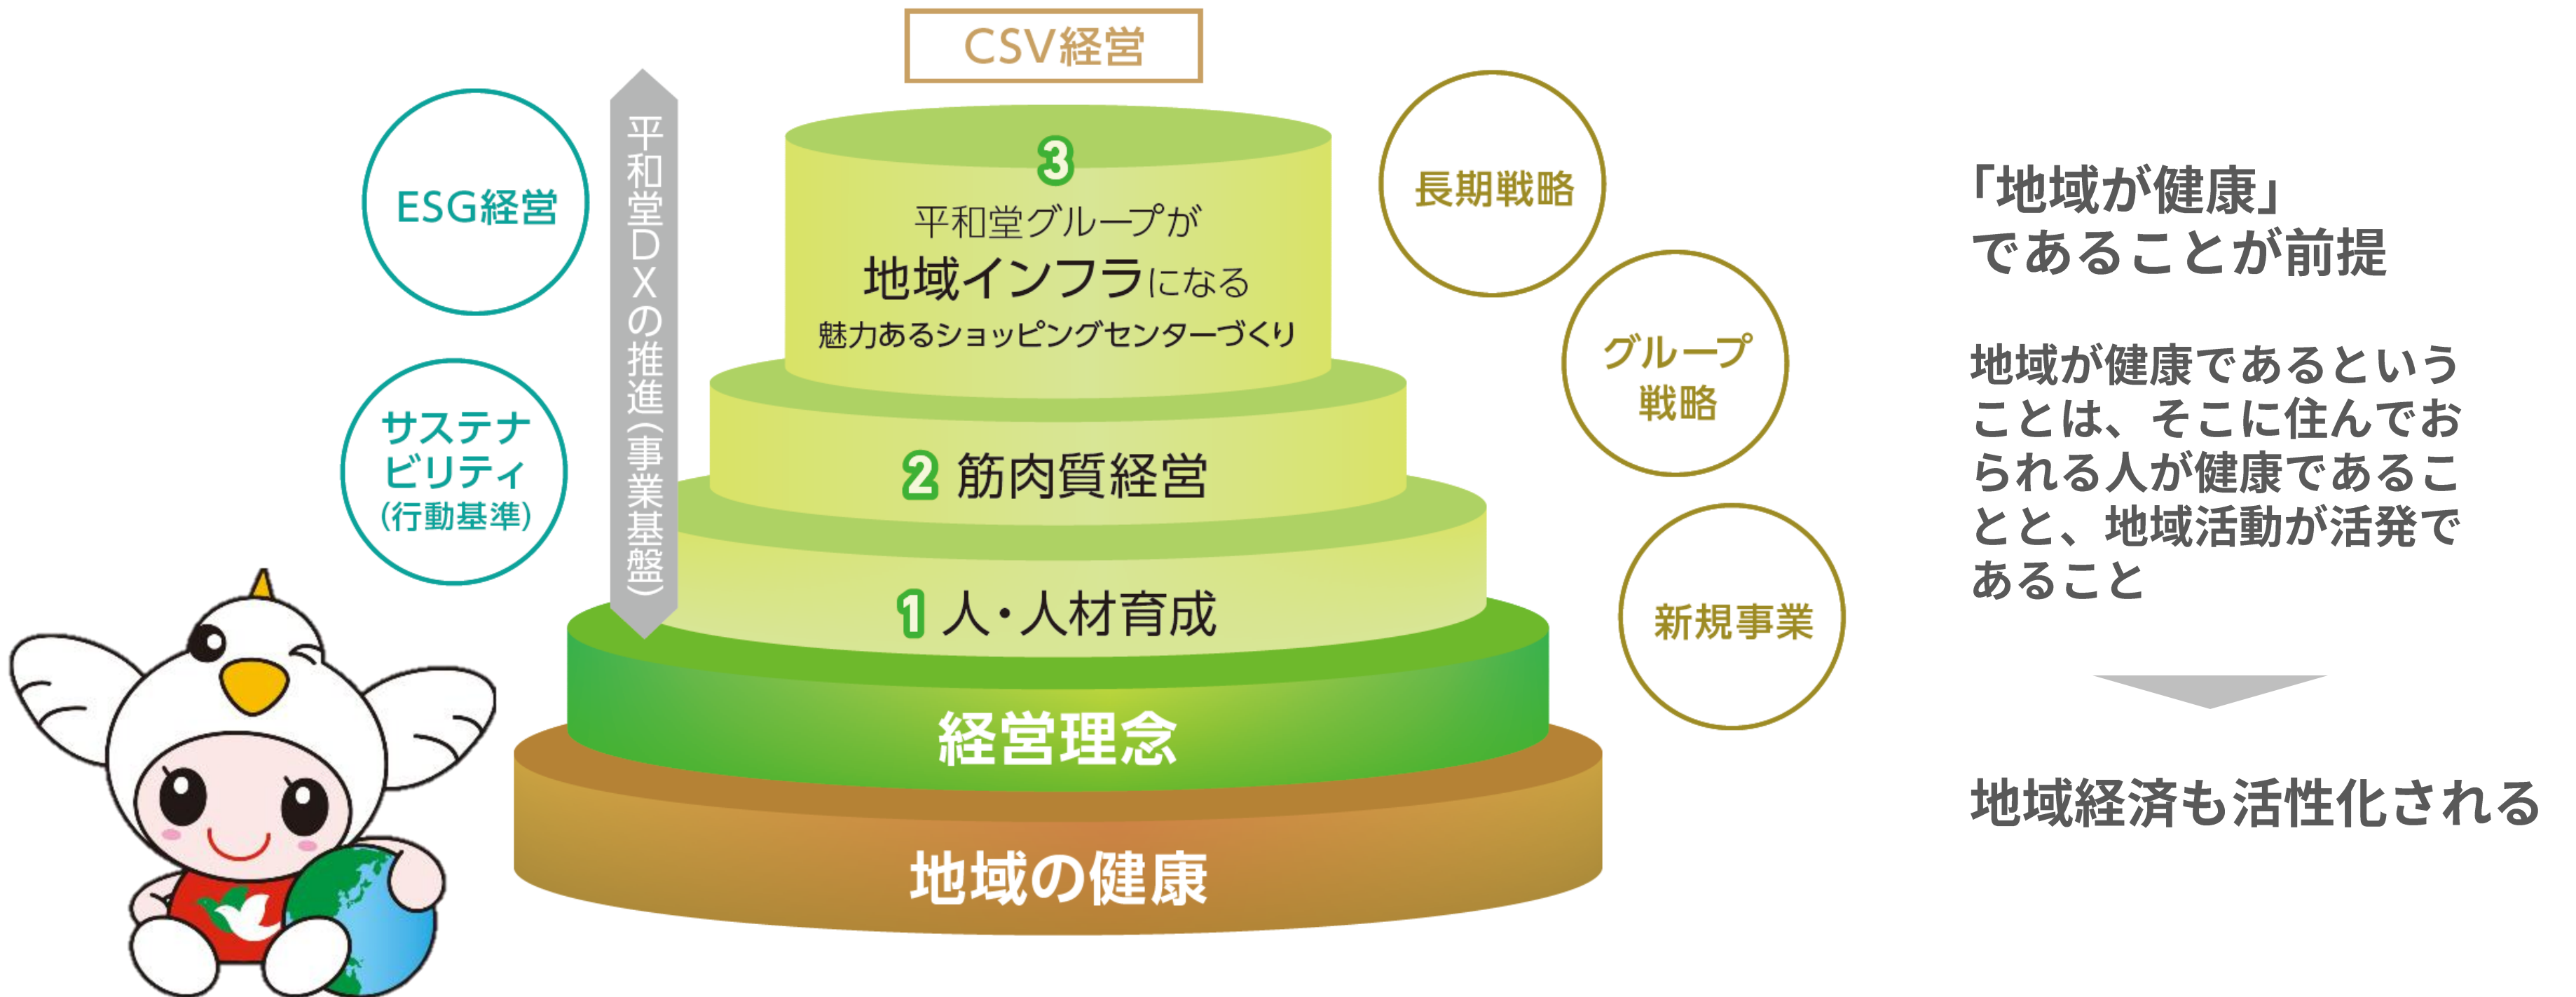 CSV経営
ESG経営
サステナ
ビリティ
(行動基準)
平和堂DXの推進(事業基盤)
3
平和堂グループが
地域インフラになる
魅力あるショッピングセンターづくり
2 筋肉質経営
1 人・人材育成
経営理念
地域の健康
長期戦略
グループ
戦略
新規事業
「地域が健康」
であることが前提
地域が健康であるという
ことは、そこに住んでお
られる人が健康であるこ
とと、地域活動が活発で
あること
地域経済も活性化される